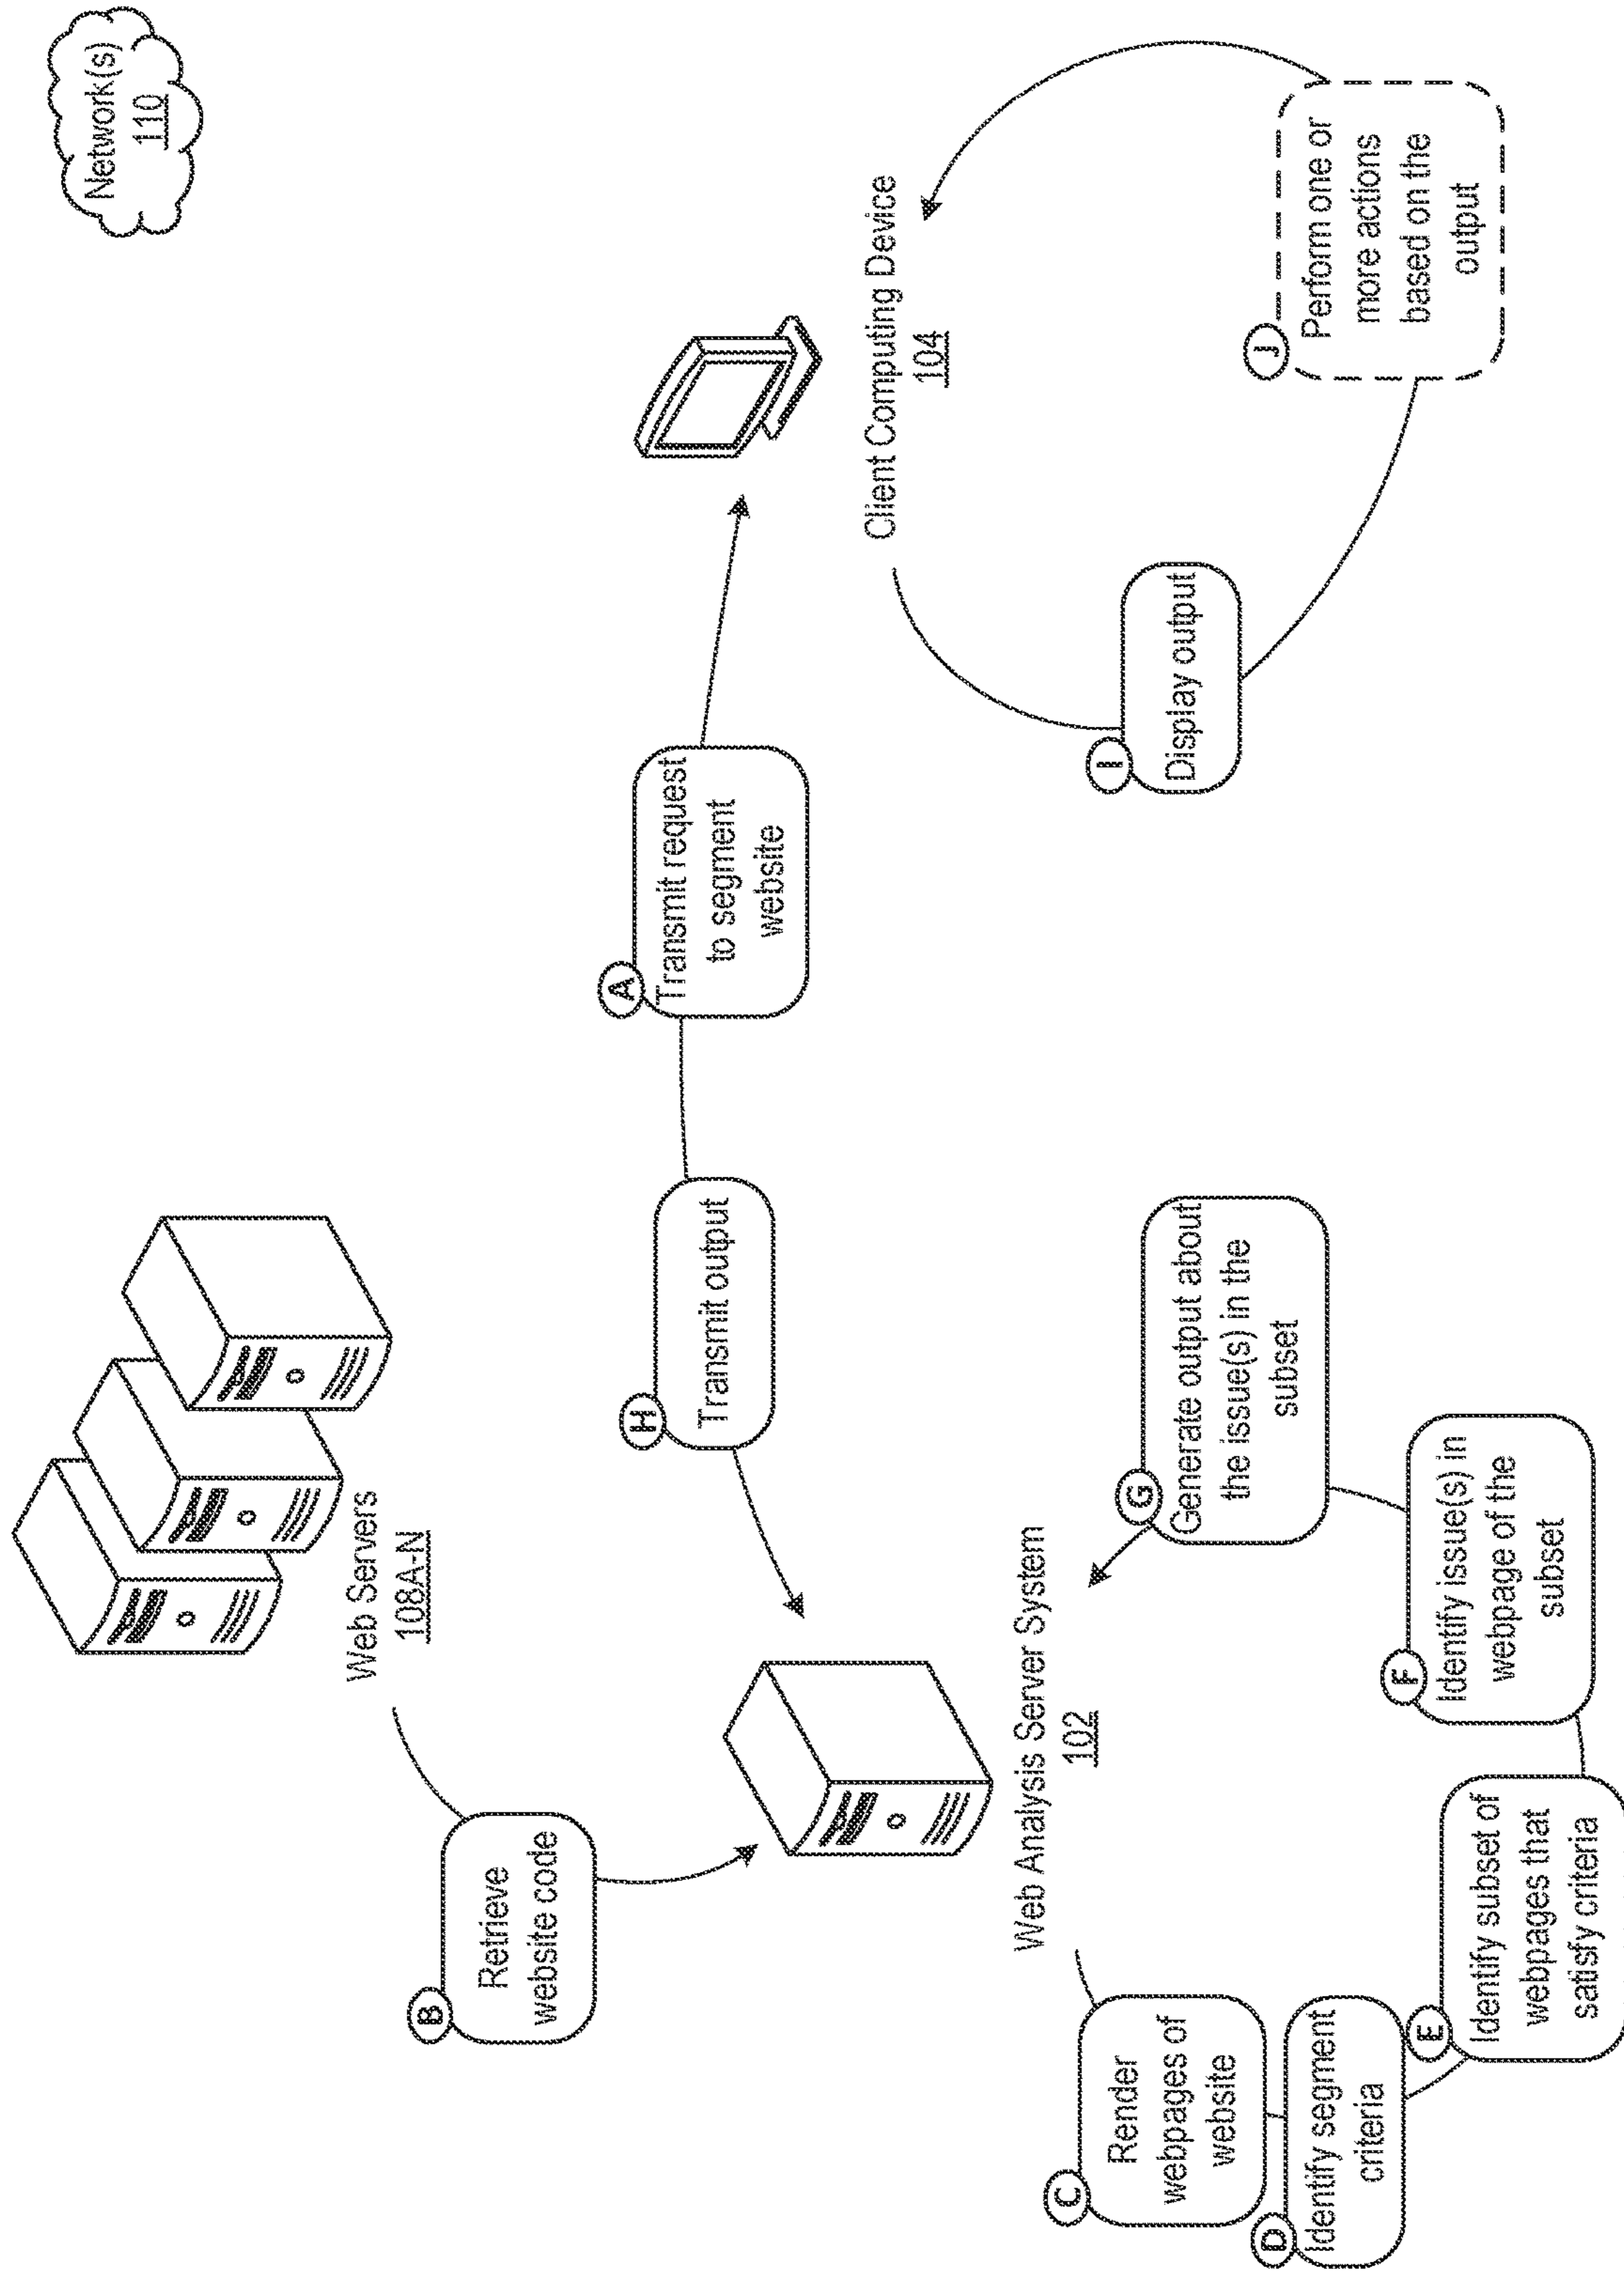 Network(s)
110
Web Servers
108A-N
B
Retrieve
website code
H
Transmit output
A
Transmit request
to segment
website
Client Computing Device
104
Web Analysis Server System
102
C
Render
webpages of
website
D
Identify segment
criteria
E
Identify subset of
webpages that
satisfy criteria
F
Identify issue(s) in
webpage of the
subset
G
Generate output about
the issue(s) in the
subset
I
Display output
J
Perform one or
more actions
based on the
output